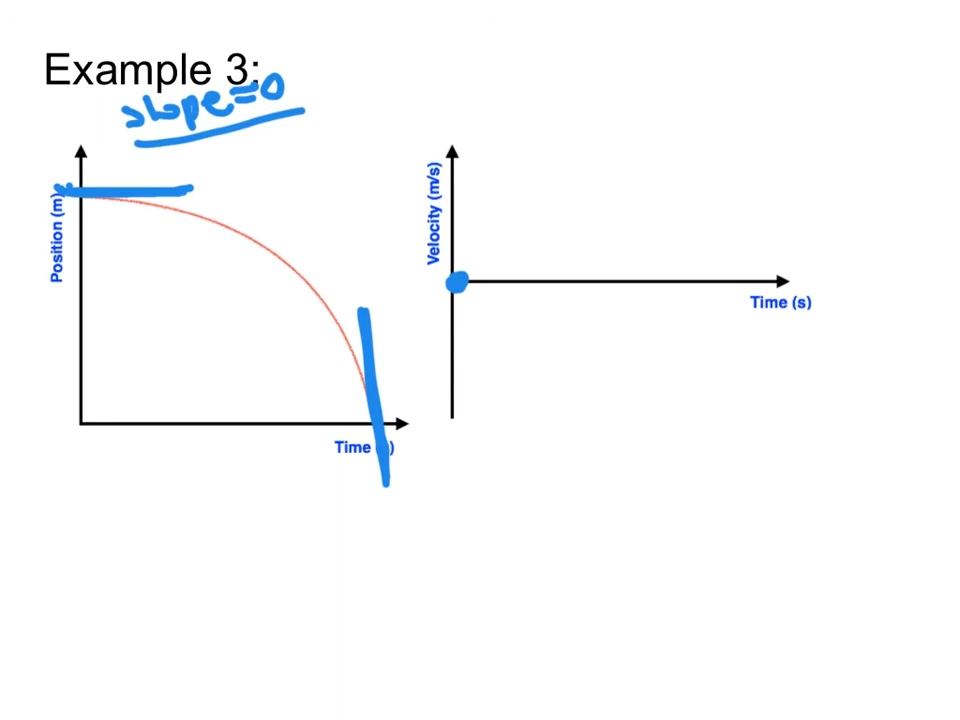 Example 3:
slope=0
Position (m)
Velocity (m/s)
Time (s)
Time )